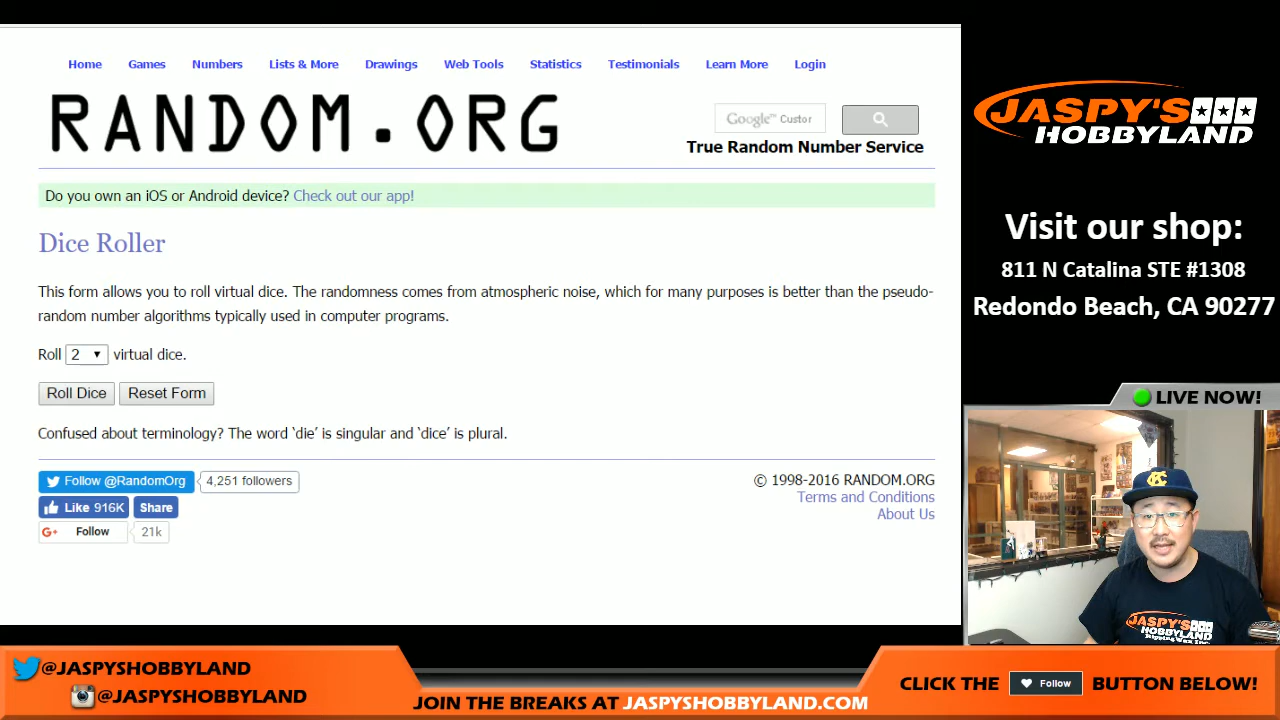 Home Games Numbers Lists & More Drawings Web Tools Statistics Testimonials Learn More Login
RANDOM.ORG
Google™ Custor
True Random Number Service
Do you own an iOS or Android device? Check out our app!
Dice Roller
This form allows you to roll virtual dice. The randomness comes from atmospheric noise, which for many purposes is better than the pseudo-
random number algorithms typically used in computer programs.
Roll 2 virtual dice.
Roll Dice Reset Form
Confused about terminology? The word ‘die’ is singular and ‘dice’ is plural.
Follow @RandomOrg 4,251 followers
Like 916K Share
G+ Follow 21k
© 1998-2016 RANDOM.ORG
Terms and Conditions
About Us
JASPY'S
HOBBYLAND
Visit our shop:
811 N Catalina STE #1308
Redondo Beach, CA 90277
LIVE NOW!
JASPY'S
HOBBYLAND
@JASPYSHOBBYLAND
@JASPYSHOBBYLAND
JOIN THE BREAKS AT JASPYSHOBBYLAND.COM
CLICK THE Follow BUTTON BELOW!